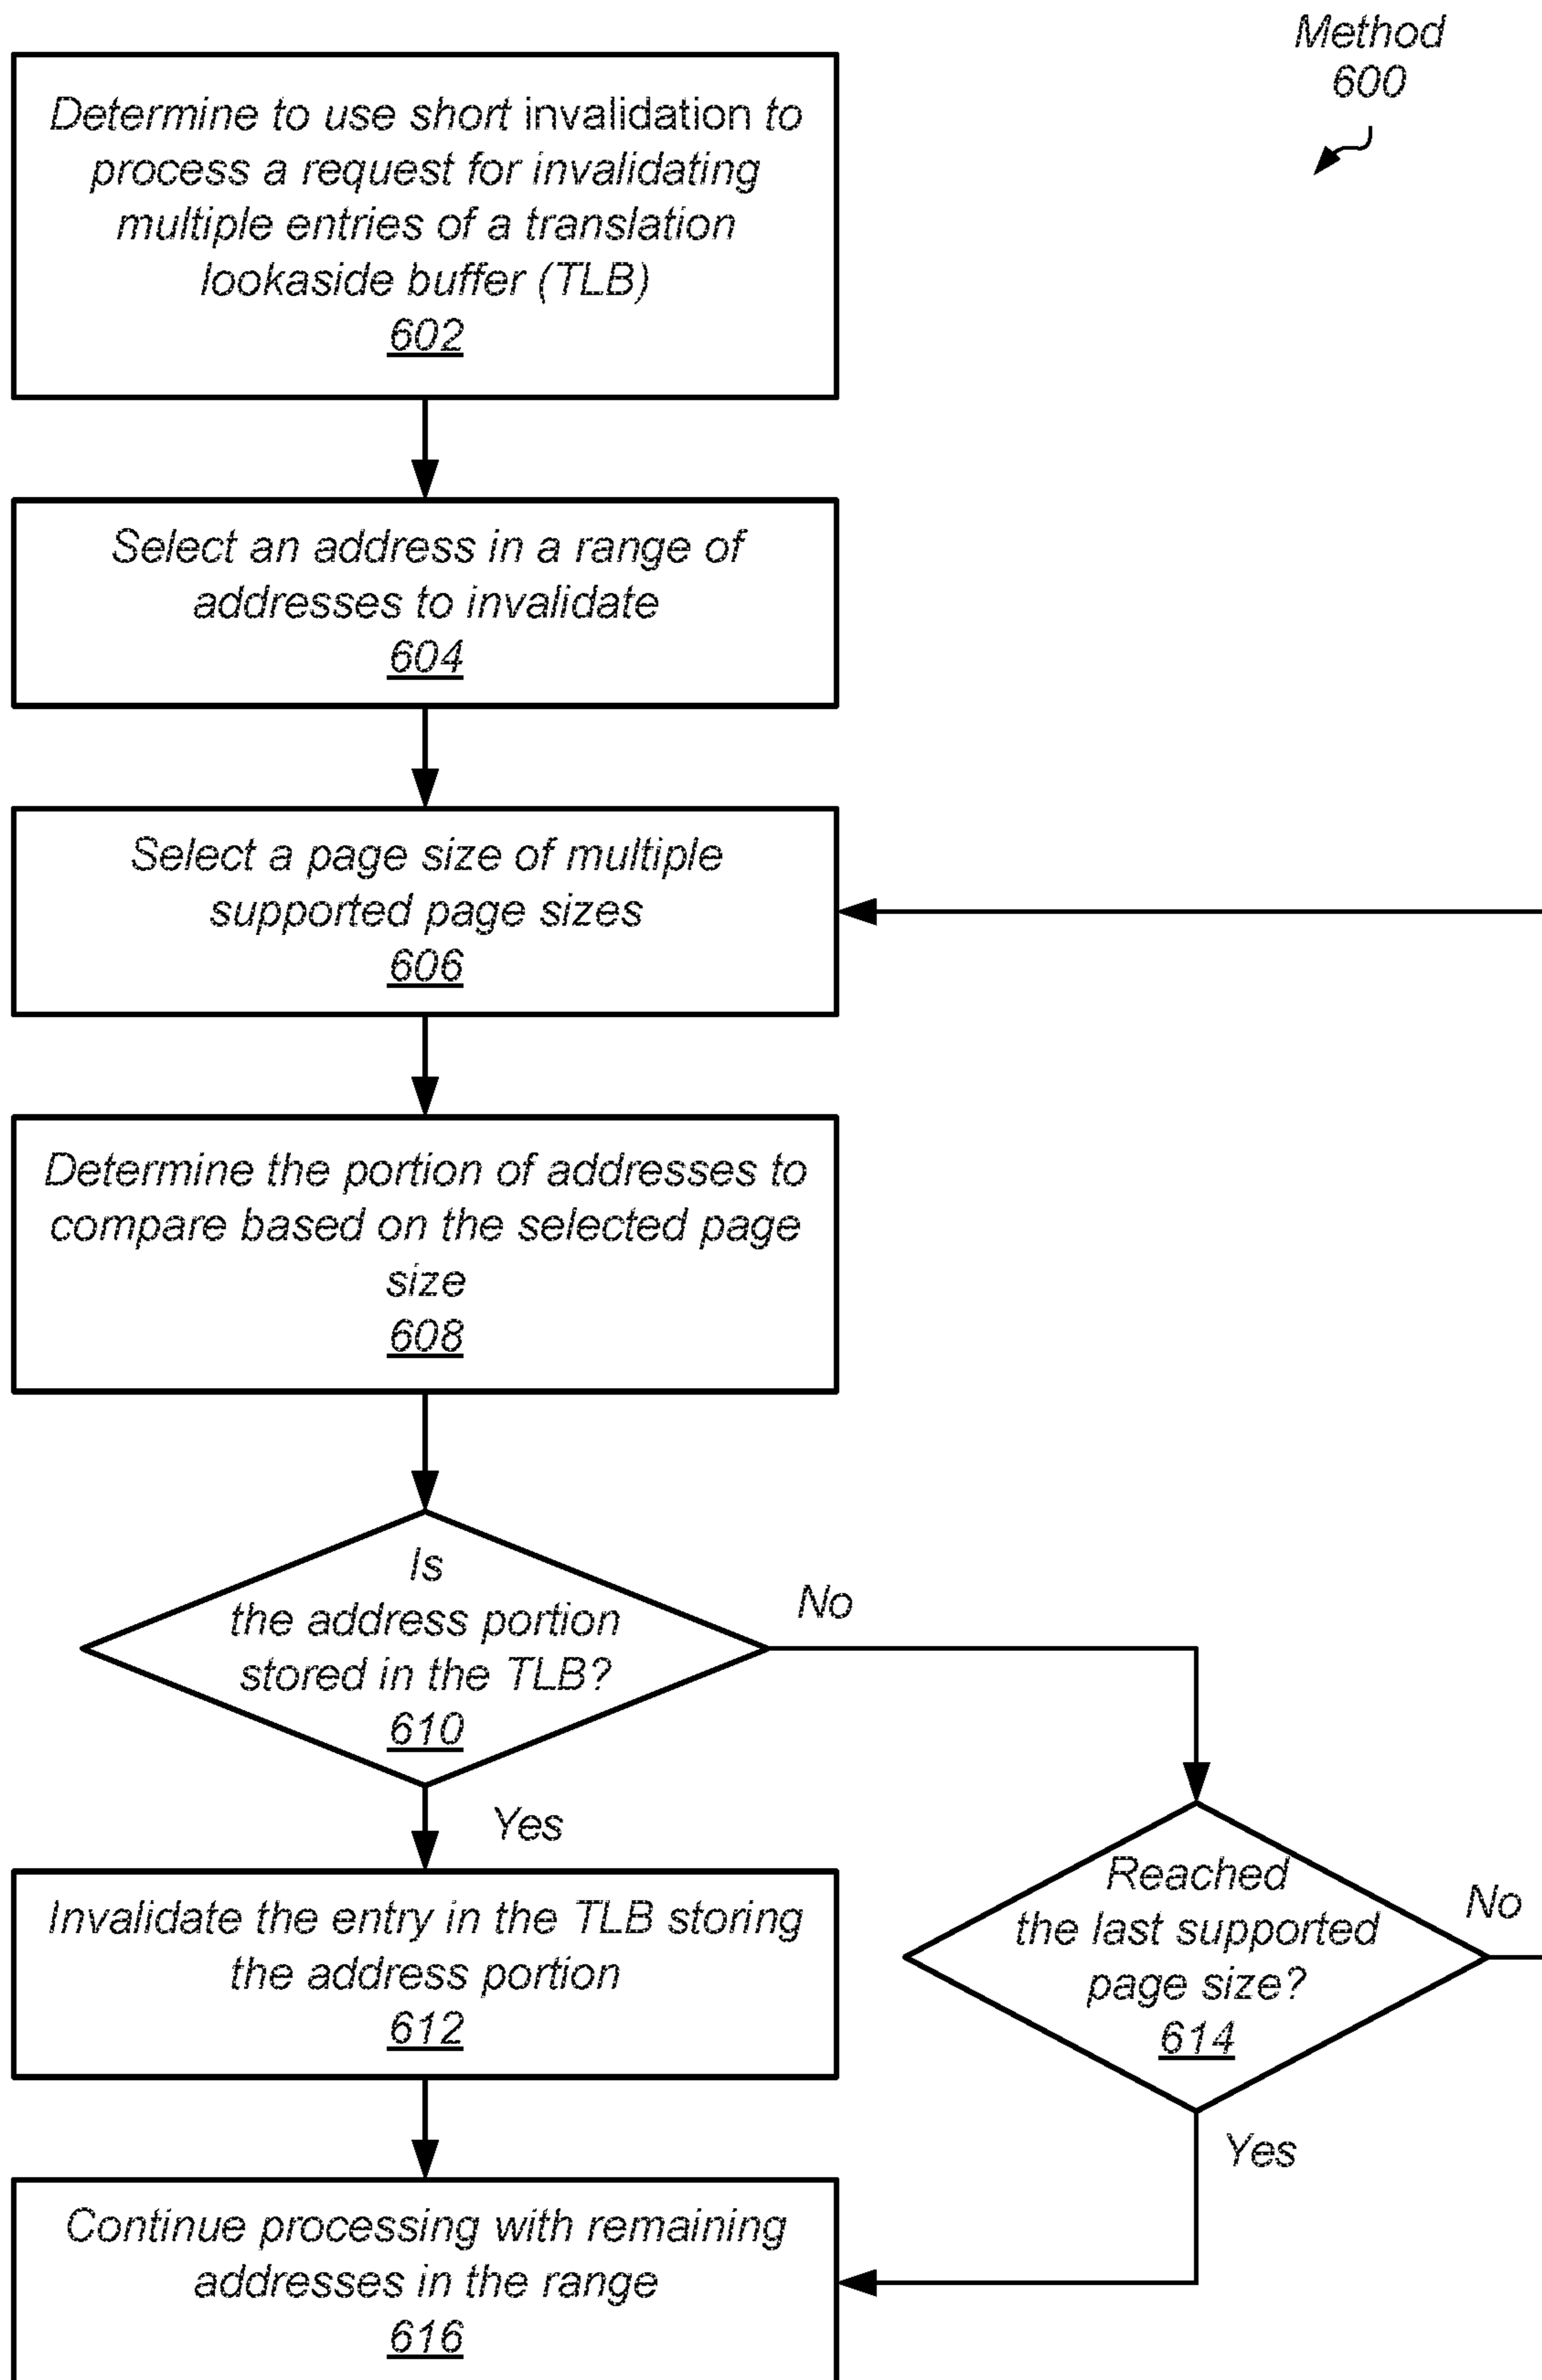 Method
600
Determine to use short invalidation to
process a request for invalidating
multiple entries of a translation
lookaside buffer (TLB)
602
Select an address in a range of
addresses to invalidate
604
Select a page size of multiple
supported page sizes
606
Determine the portion of addresses to
compare based on the selected page
size
608
Is
the address portion
stored in the TLB?
610
No
Yes
Invalidate the entry in the TLB storing
the address portion
612
Reached
the last supported
page size?
614
No
Yes
Continue processing with remaining
addresses in the range
616